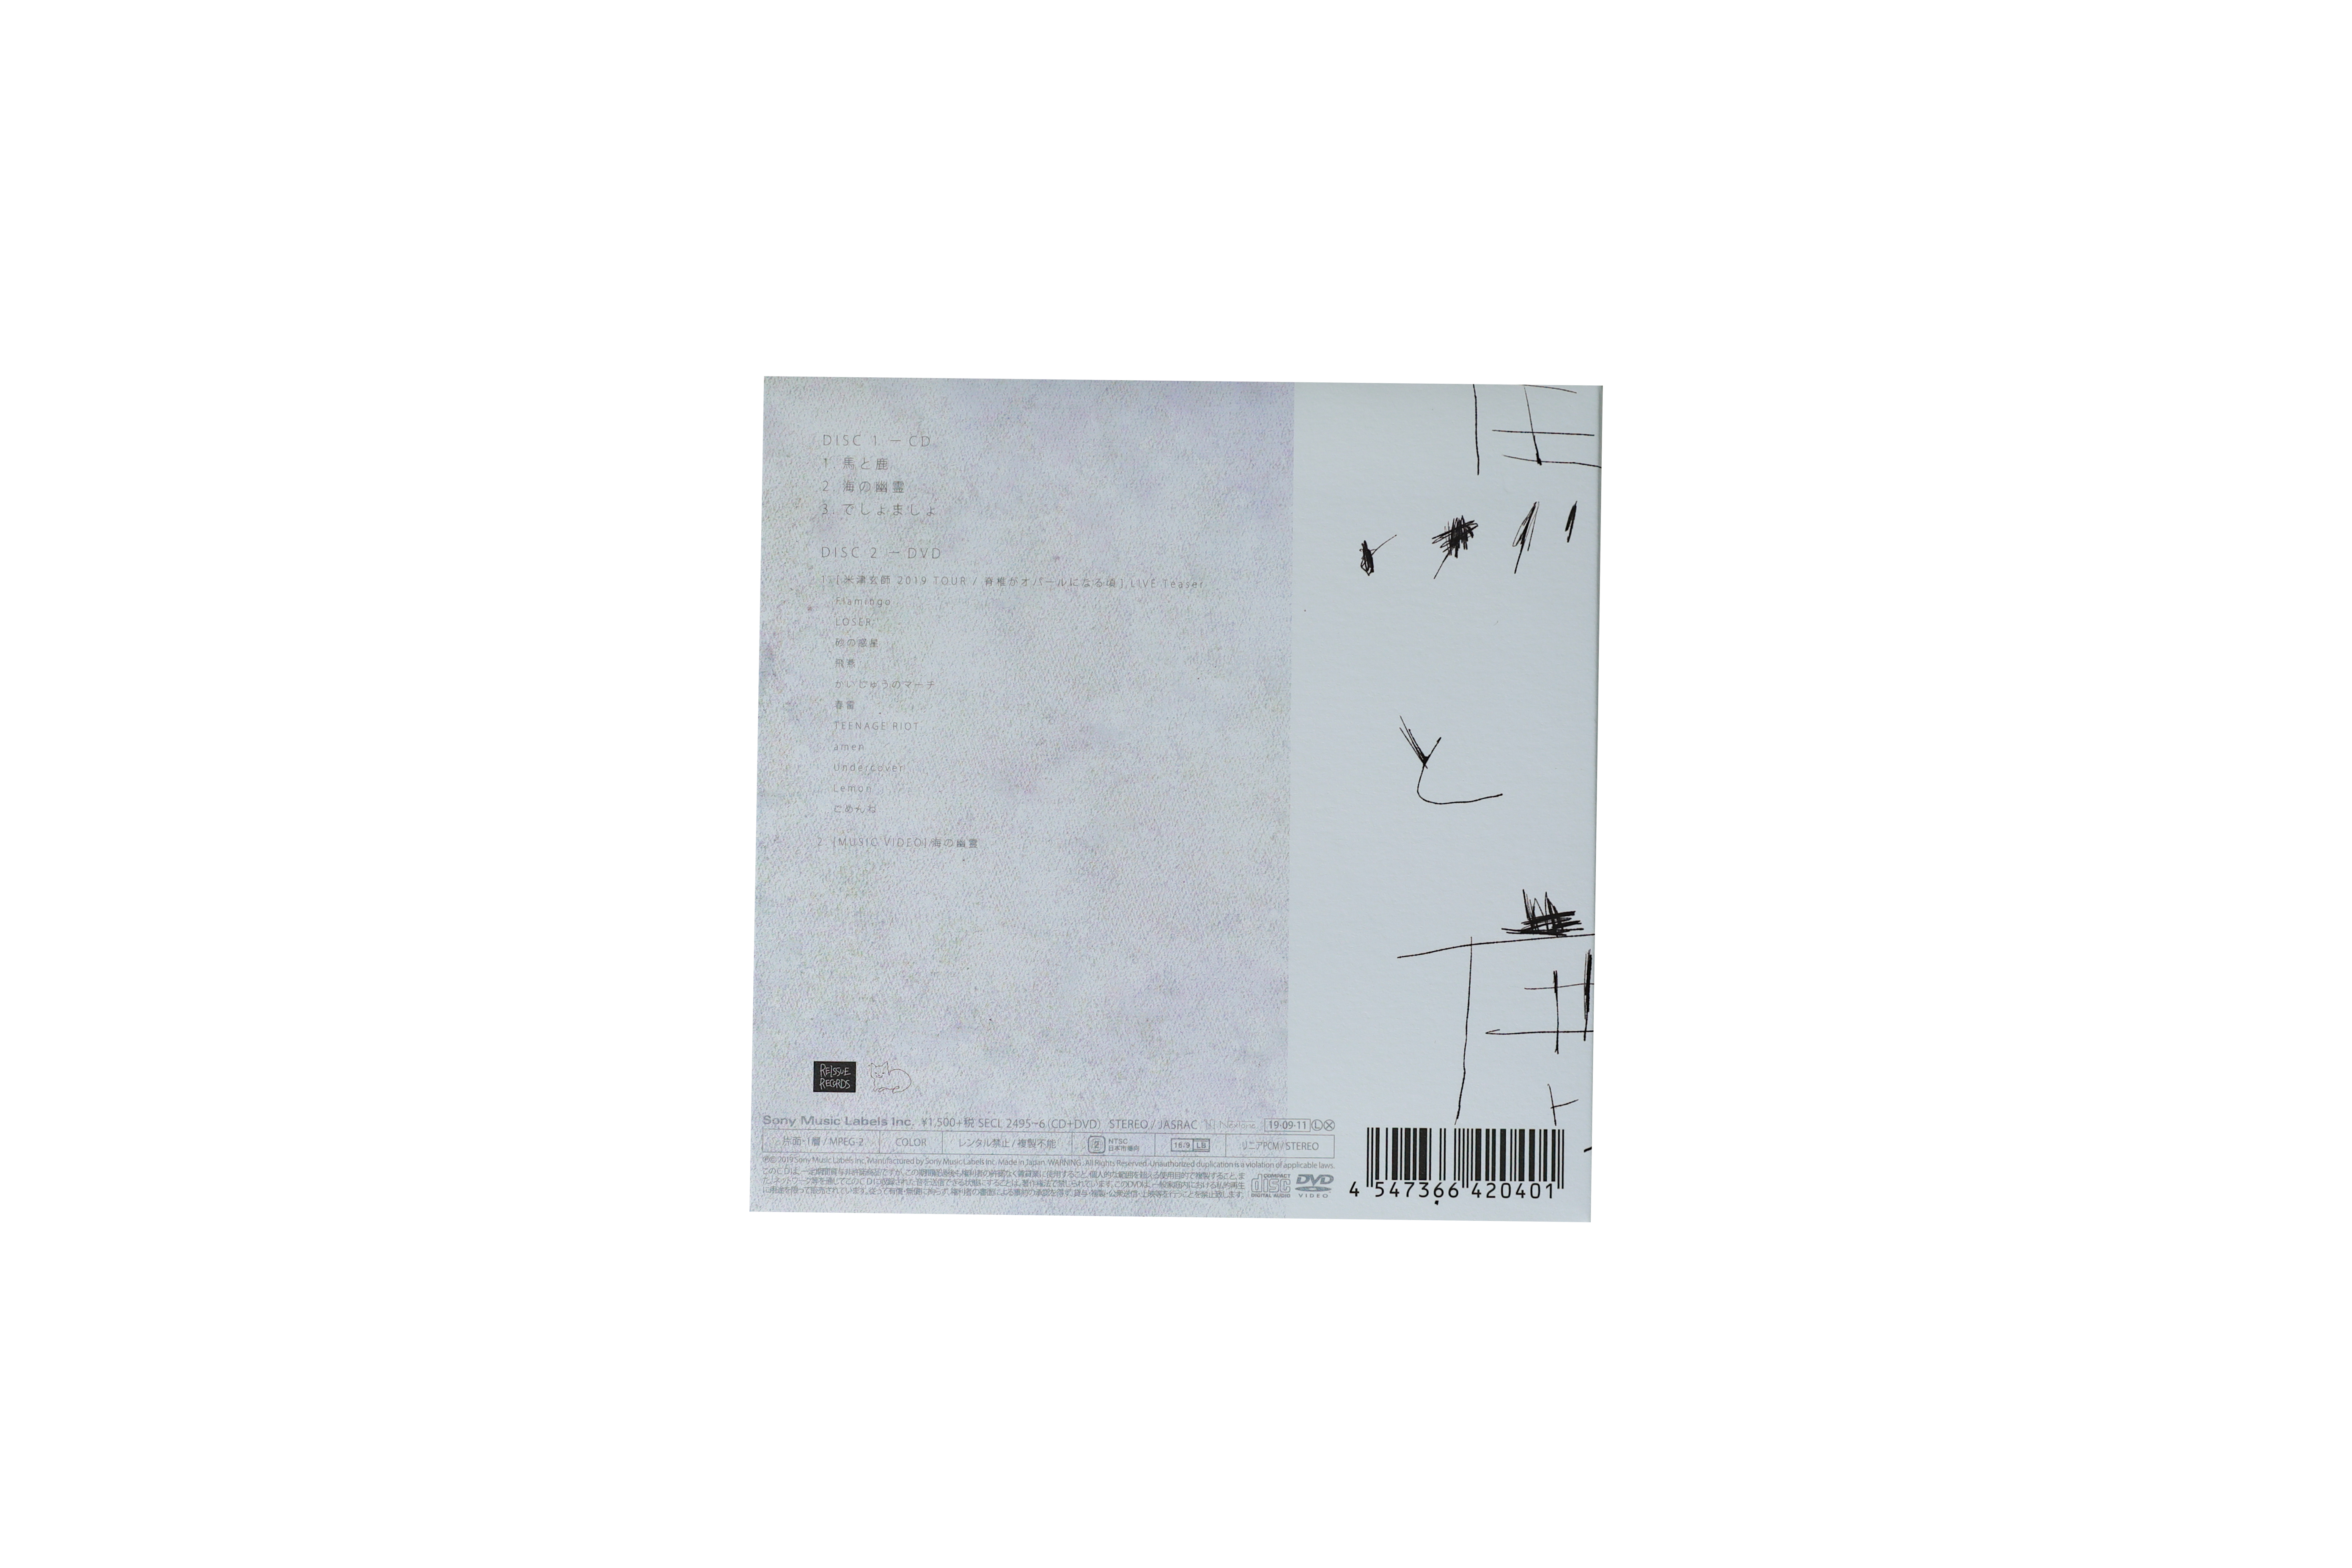 DISC 1 － CD
1. 馬と鹿
2. 海の幽霊
3. でしょましょ
DISC 2 － DVD
1. [米津玄師 2019 TOUR / 脊椎がオパールになる頃] LIVE Teaser
Flamingo
LOSER
砂の惑星
飛燕
かいじゅうのマーチ
春雷
TEENAGE RIOT
amen
Undercover
Lemon
ごめんね
2. [MUSIC VIDEO] 海の幽霊
REISSUE
RECORDS
Sony Music Labels Inc. ¥1,500+税 SECL 2495~6 (CD+DVD) STEREO / JASRAC 19·09·11 Ⓛ Ⓧ
片面・1層 / MPEG-2 COLOR レンタル禁止 / 複製不能 2 NTSC 日本市場向 16:9 LB リニアPCM / STEREO
℗© 2019 Sony Music Labels Inc. Manufactured by Sony Music Labels Inc. Made in Japan. WARNING: All Rights Reserved. Unauthorized duplication is a violation of applicable laws.
COMPACT disc DIGITAL AUDIO
DVD VIDEO
と
4 547366 420401